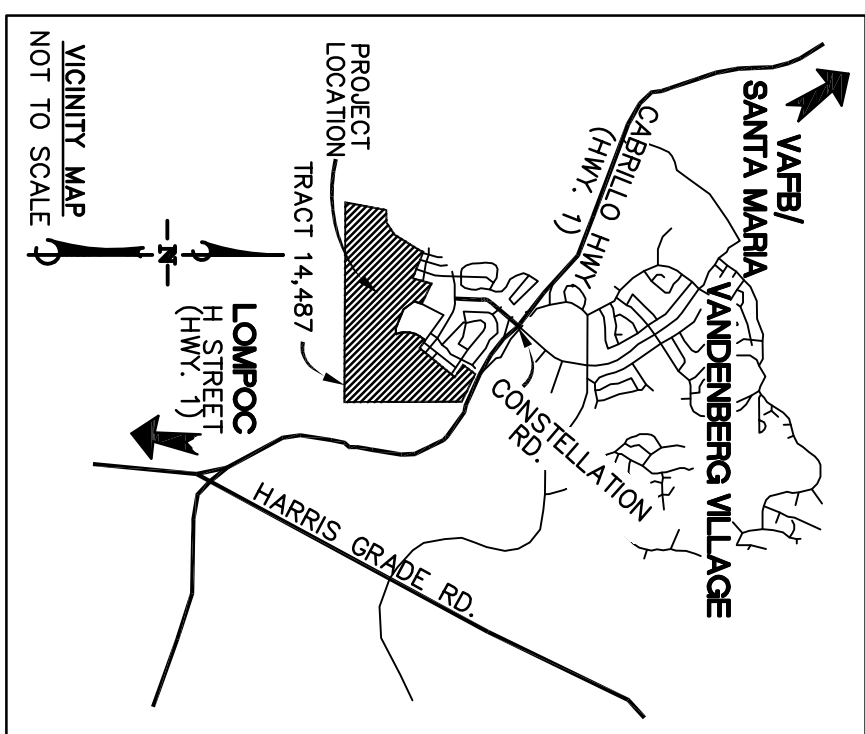 VAFB/
SANTA MARIA
VANDENBERG VILLAGE
CABRILLO HWY
(HWY. 1)
CONSTELLATION
RD.
HARRIS GRADE RD.
PROJECT
LOCATION
TRACT 14,487
LOMPOC
H STREET
(HWY. 1)
-N-
VICINITY MAP
NOT TO SCALE